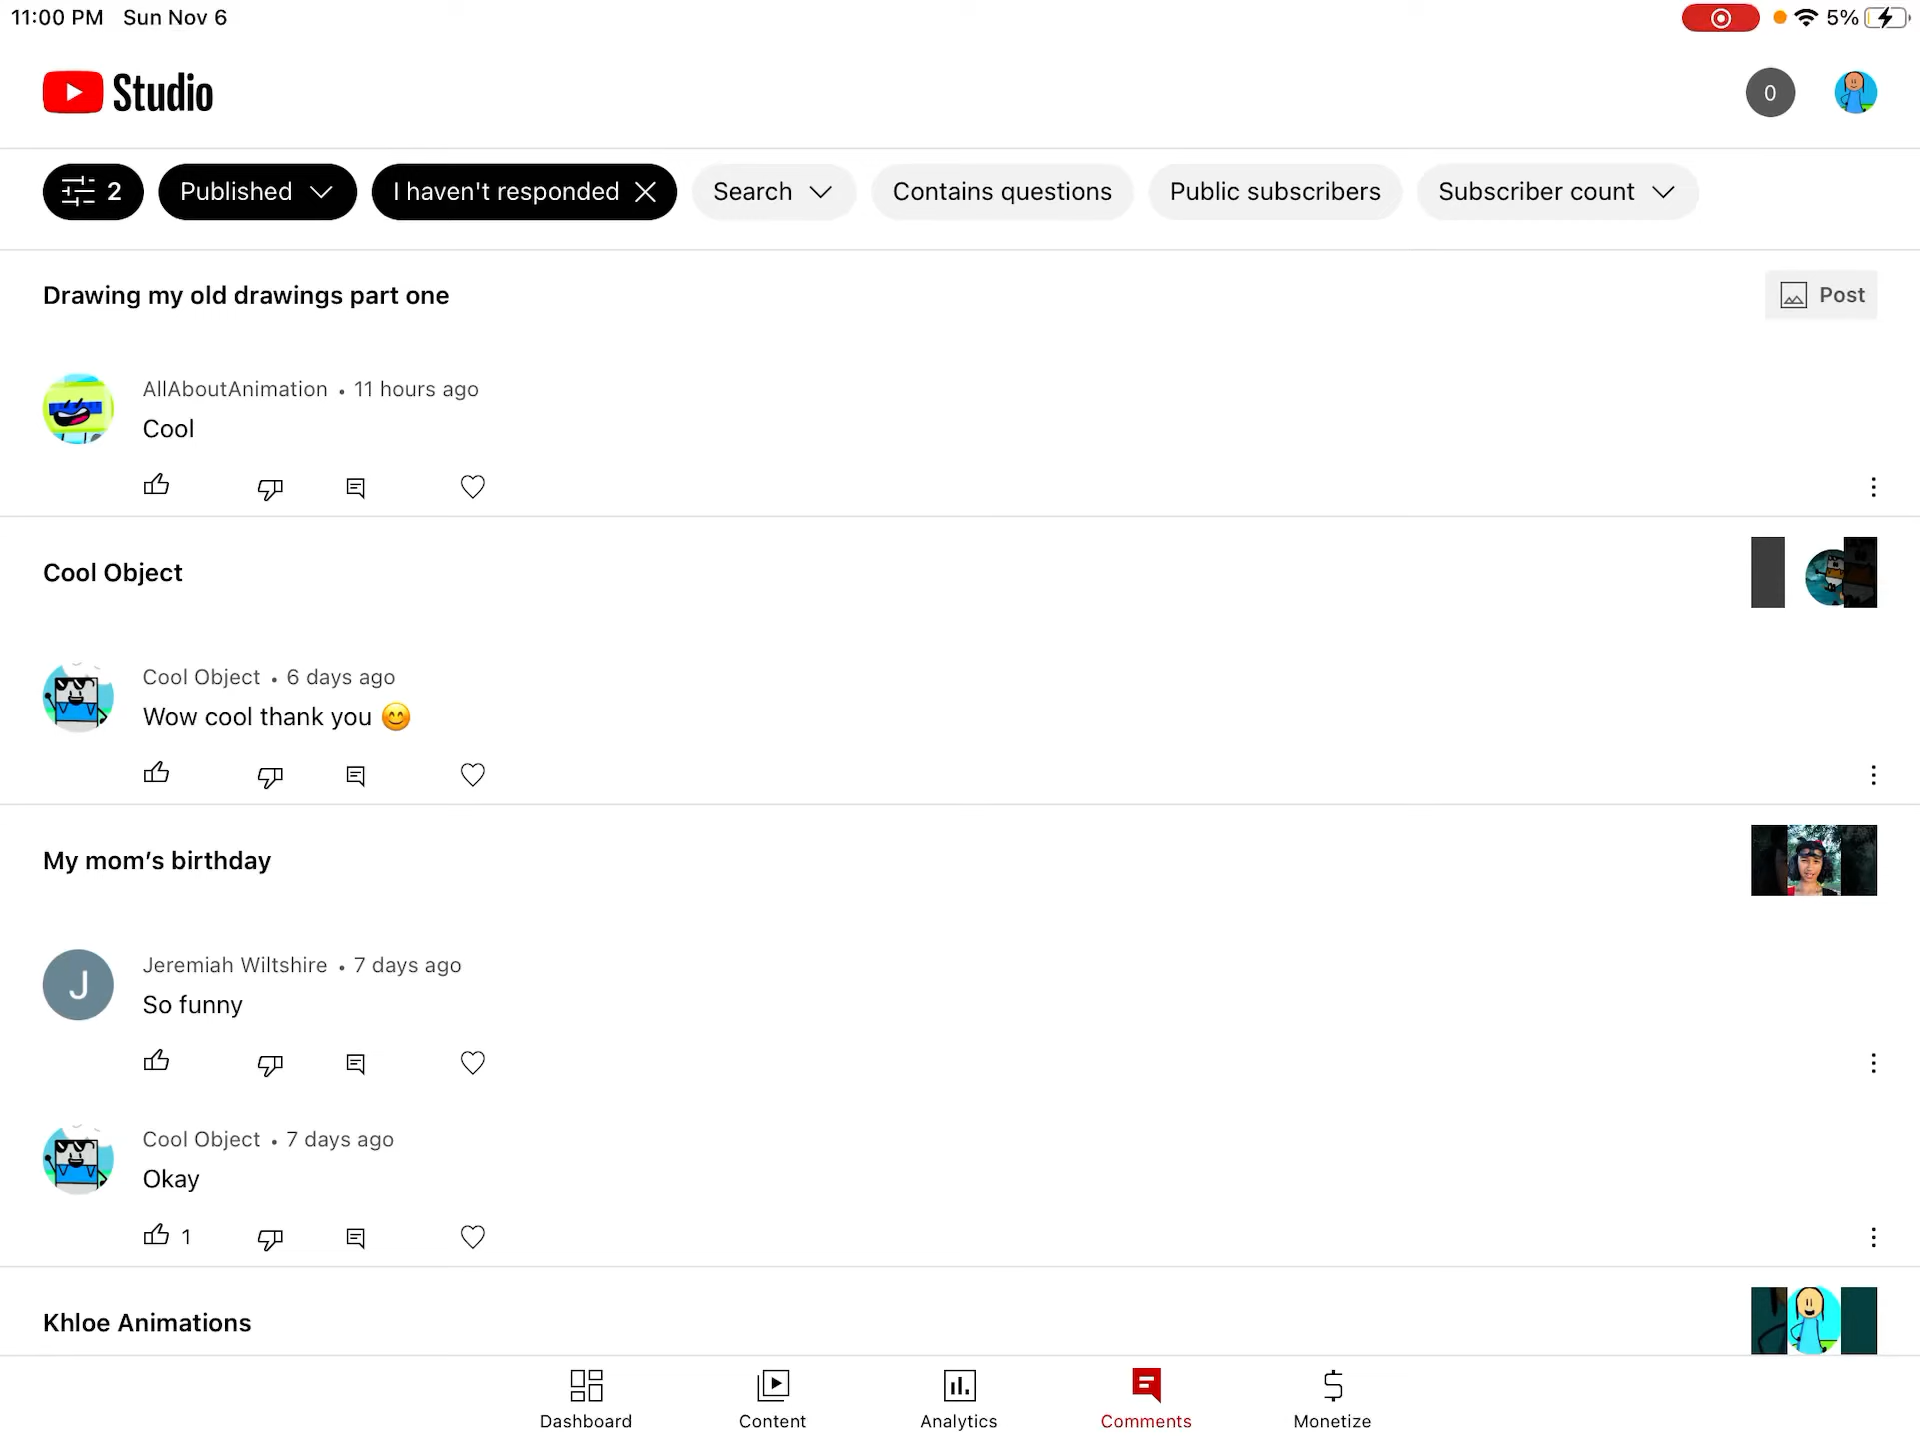 11:00 PM Sun Nov 6
5%
Studio
0
2 Published I haven't responded Search Contains questions Public subscribers Subscriber count
Drawing my old drawings part one
Post
AllAboutAnimation • 11 hours ago
Cool
Cool Object
Cool Object • 6 days ago
Wow cool thank you 😊
My mom’s birthday
J
Jeremiah Wiltshire • 7 days ago
So funny
Cool Object • 7 days ago
Okay
1
Khloe Animations
Dashboard Content Analytics Comments Monetize